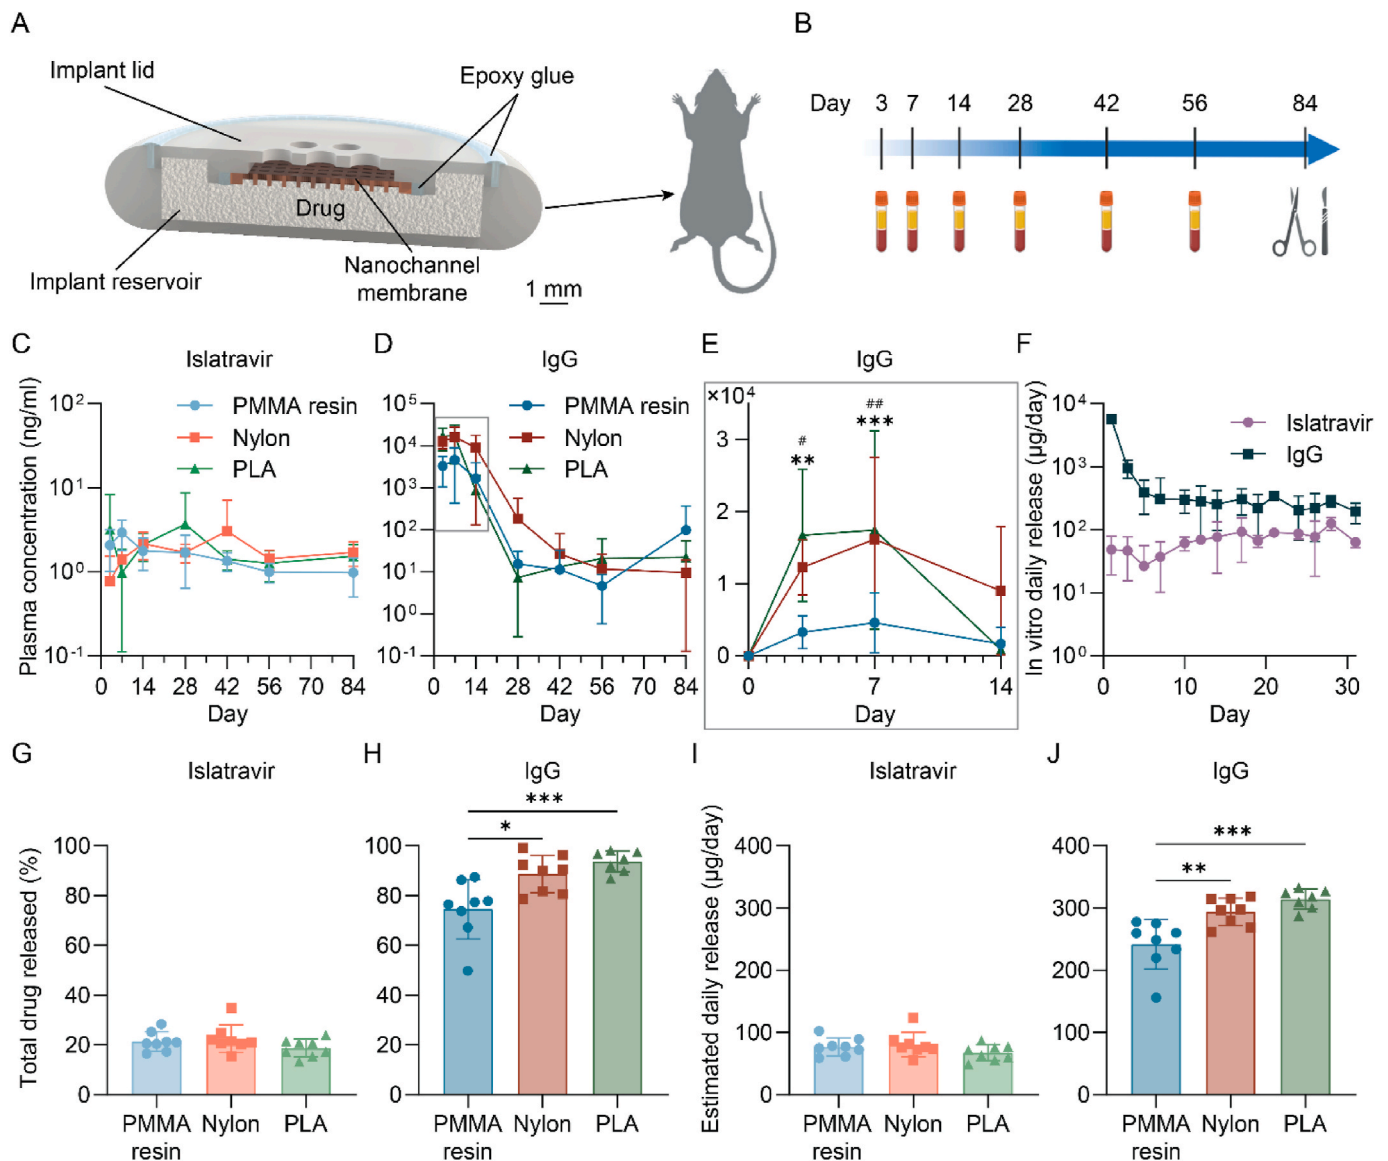 A
Implant lid
Epoxy glue
Drug
Implant reservoir
Nanochannel
membrane
1 mm
B
Day 3 7 14 28 42 56 84
C
Islatravir
Plasma concentration (ng/ml)
PMMA resin
Nylon
PLA
10²
10¹
10⁰
10⁻¹
0 14 28 42 56 70 84
Day
D
IgG
PMMA resin
Nylon
PLA
10⁵
10⁴
10³
10²
10¹
10⁰
10⁻¹
0 14 28 42 56 70 84
Day
E
IgG
×10⁴
3
2
1
0
#
**
##
***
0 7 14
Day
F
In vitro daily release (µg/day)
Islatravir
IgG
10⁴
10³
10²
10¹
10⁰
0 10 20 30
Day
G
Islatravir
Total drug released (%)
100
80
60
40
20
0
PMMA Nylon PLA
resin
H
IgG
***
*
100
80
60
40
20
0
PMMA Nylon PLA
resin
I
Islatravir
Estimated daily release (µg/day)
400
300
200
100
0
PMMA Nylon PLA
resin
J
IgG
***
**
400
300
200
100
0
PMMA Nylon PLA
resin